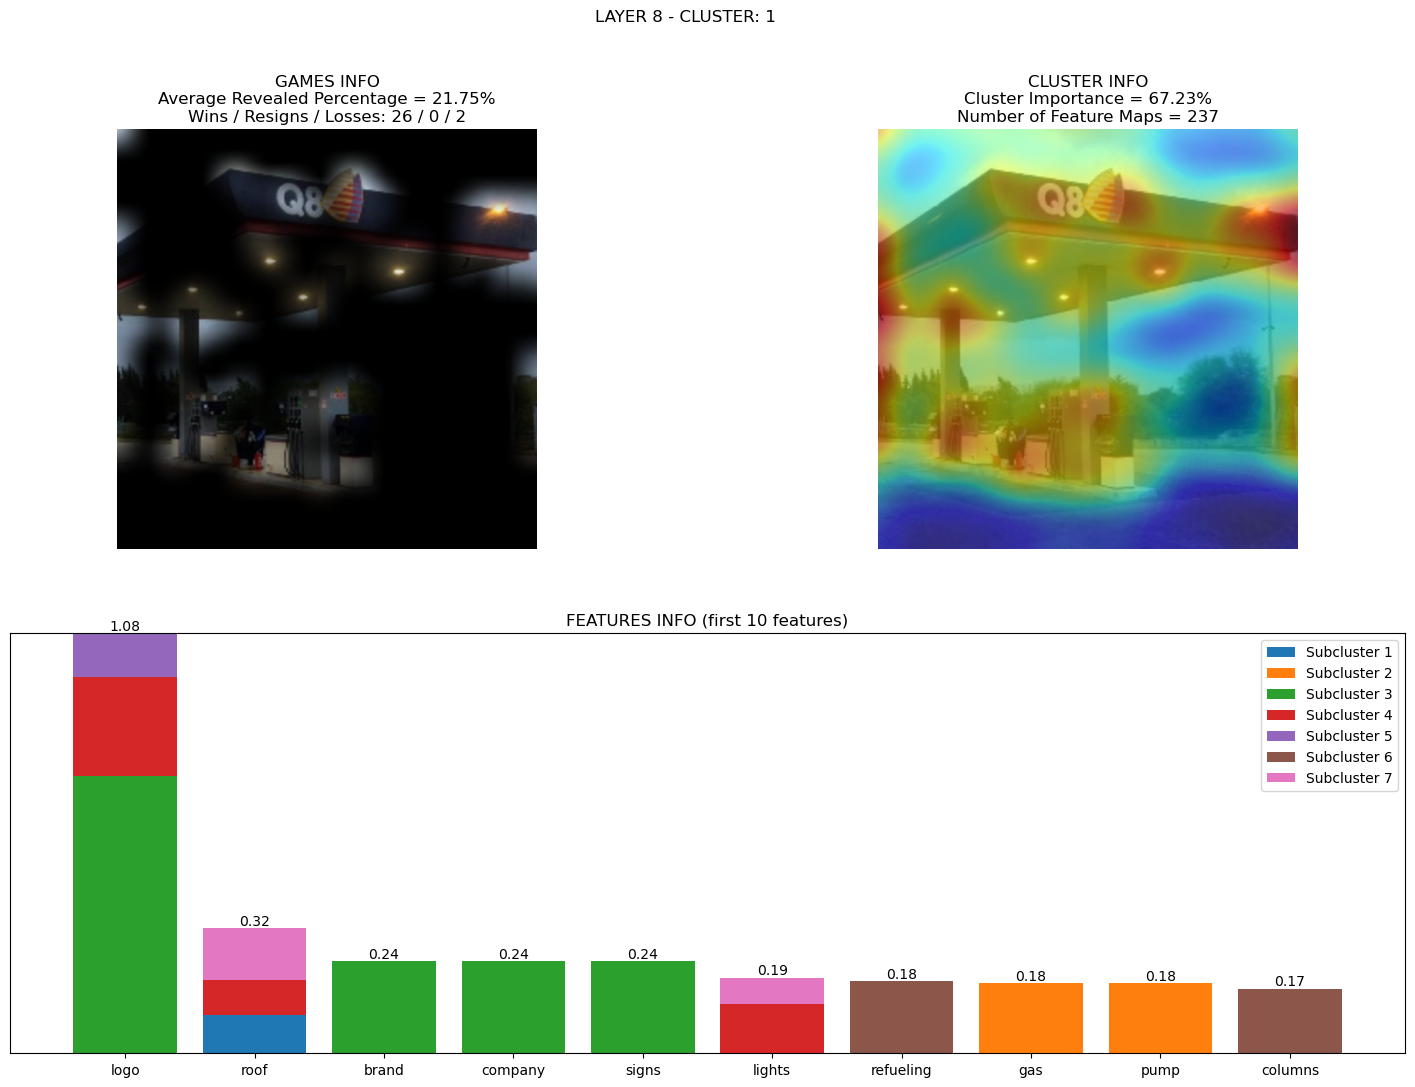 LAYER 8 - CLUSTER: 1
GAMES INFO
Average Revealed Percentage = 21.75%
Wins / Resigns / Losses: 26 / 0 / 2
Q8
CLUSTER INFO
Cluster Importance = 67.23%
Number of Feature Maps = 237
Q8
FEATURES INFO (first 10 features)
1.08
0.32
0.24
0.24
0.24
0.19
0.18
0.18
0.18
0.17
Subcluster 1
Subcluster 2
Subcluster 3
Subcluster 4
Subcluster 5
Subcluster 6
Subcluster 7
logo
roof
brand
company
signs
lights
refueling
gas
pump
columns